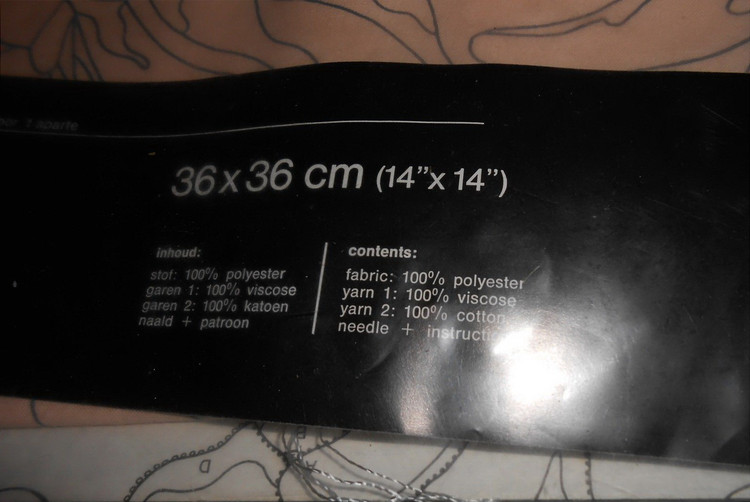 36 x 36 cm (14”x 14”)
inhoud:
stof: 100% polyester
garen 1: 100% viscose
garen 2: 100% katoen
naald + patroon
contents:
fabric: 100% polyester
yarn 1: 100% viscose
yarn 2: 100% cotton
needle +
D